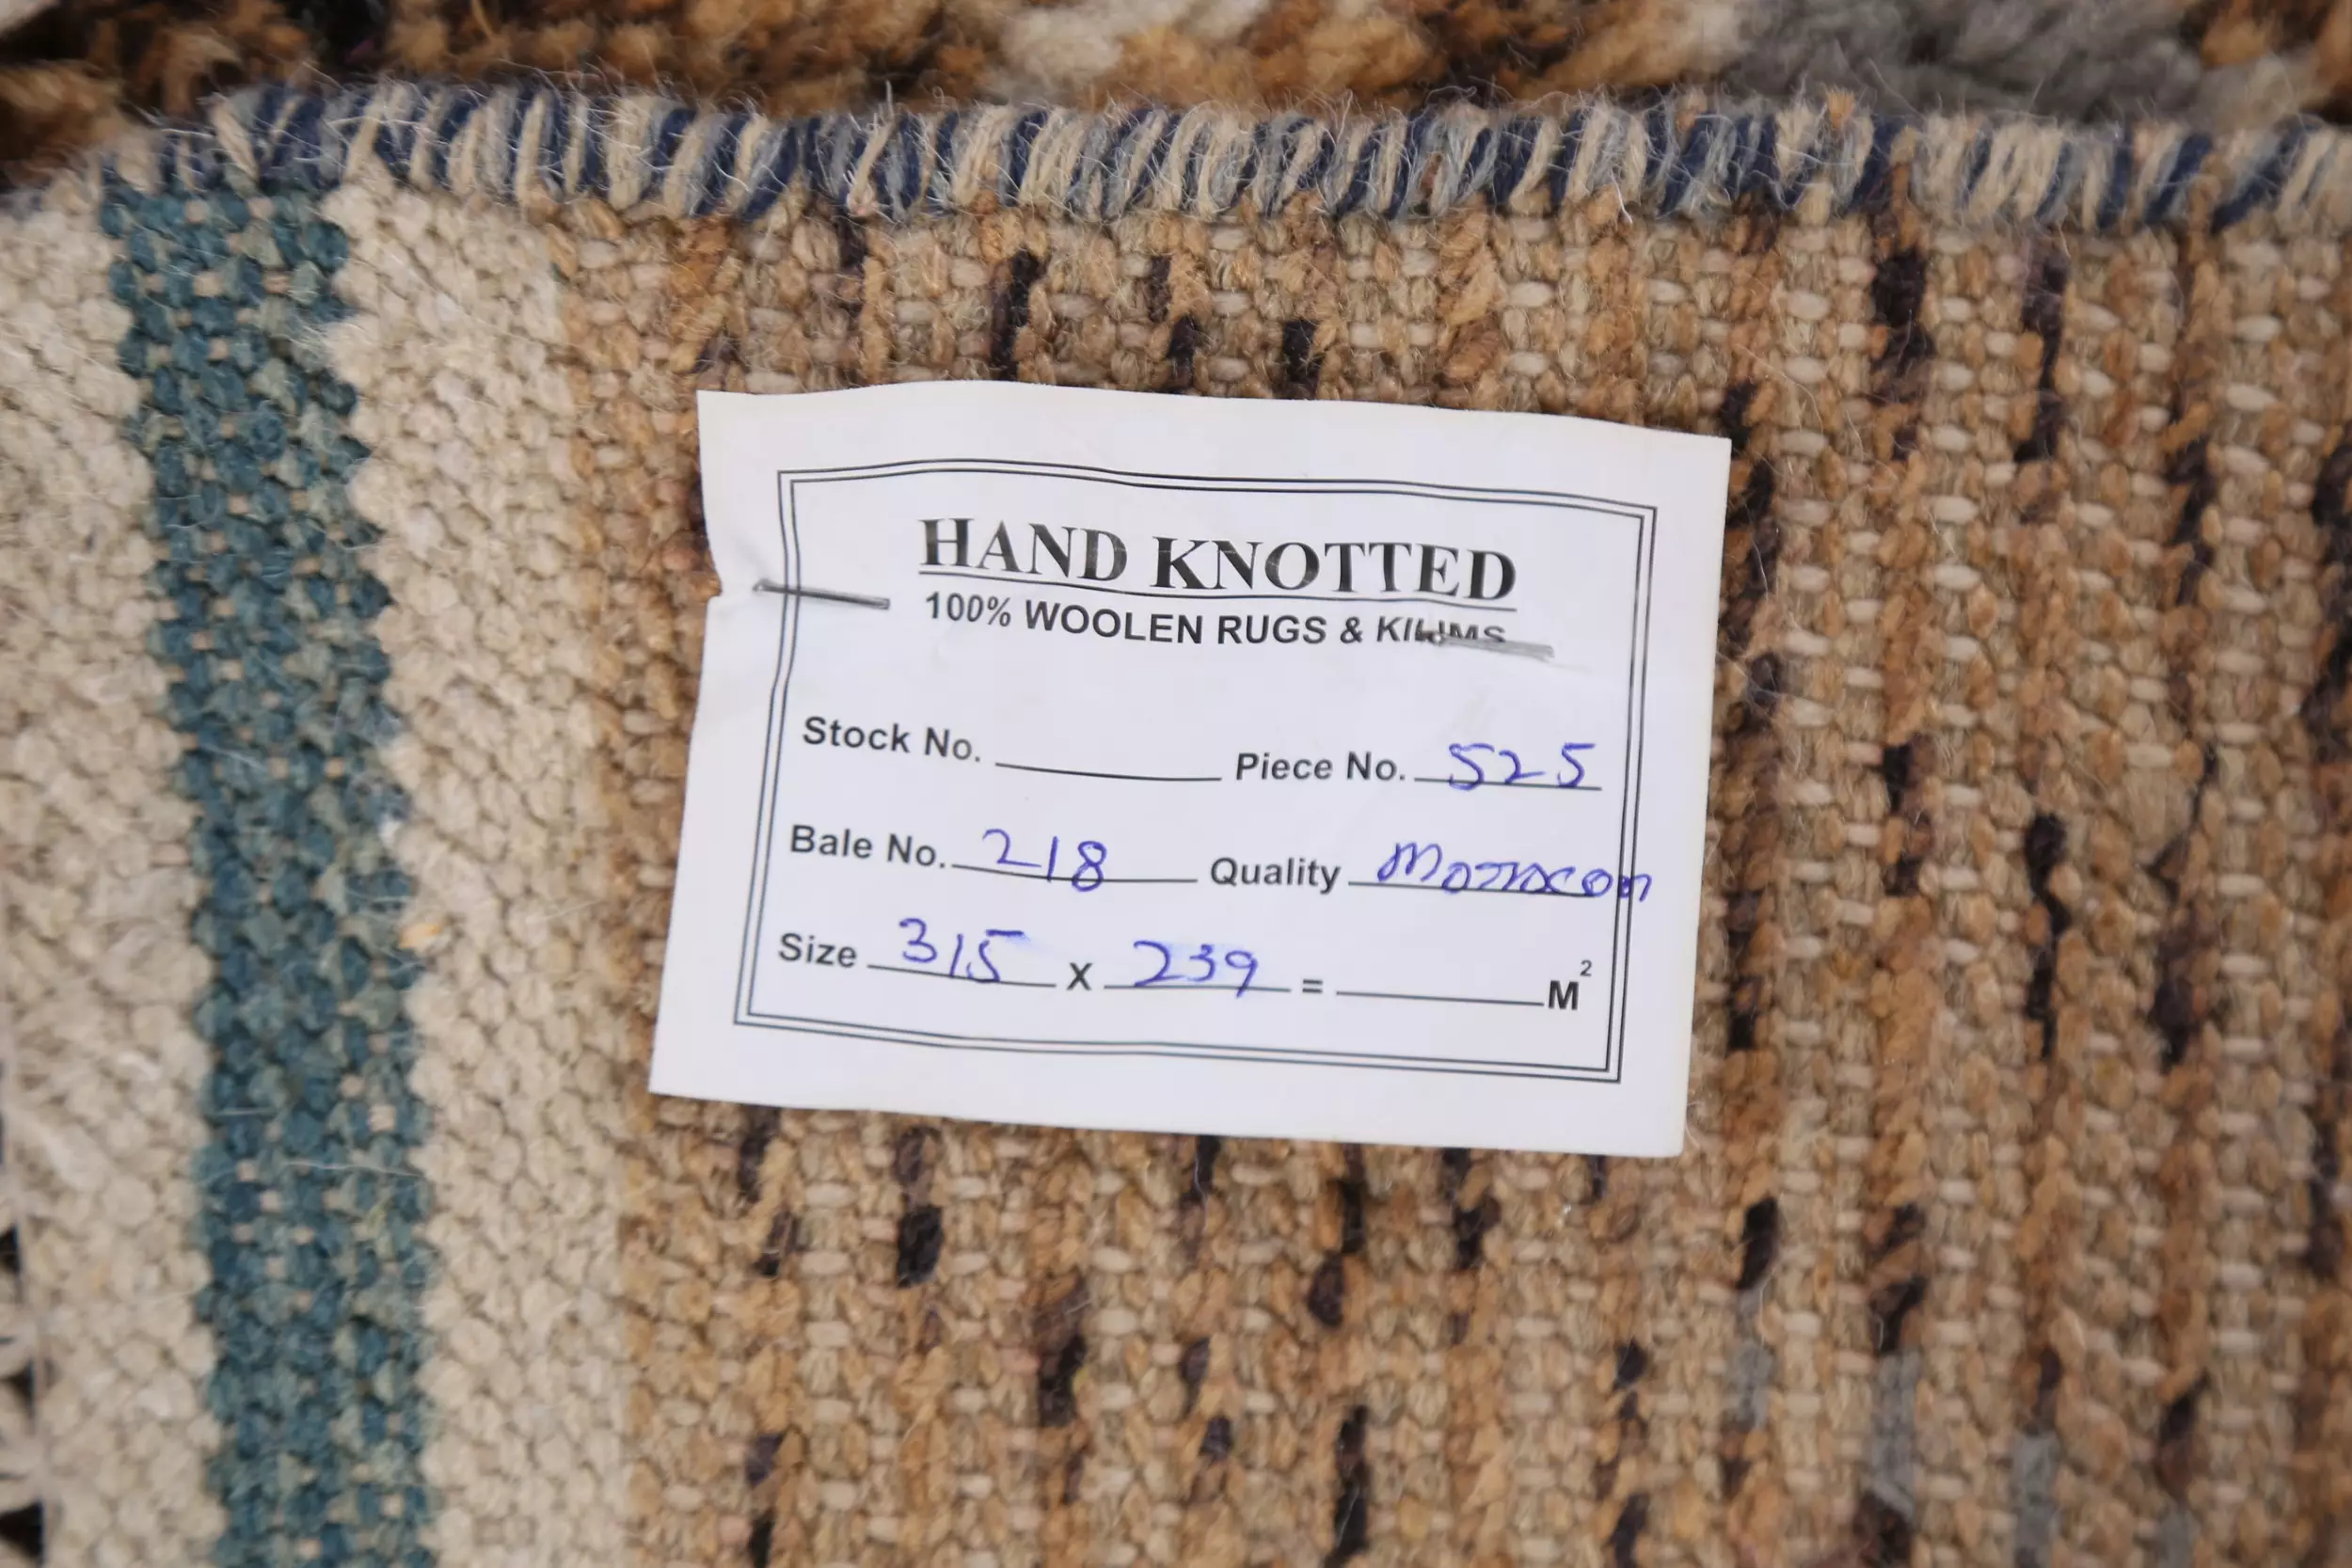 HAND KNOTTED
100% WOOLEN RUGS & KILIMS
Stock No. Piece No. 525
Bale No. 218 Quality Morrocon
Size 315 X 239 = M²